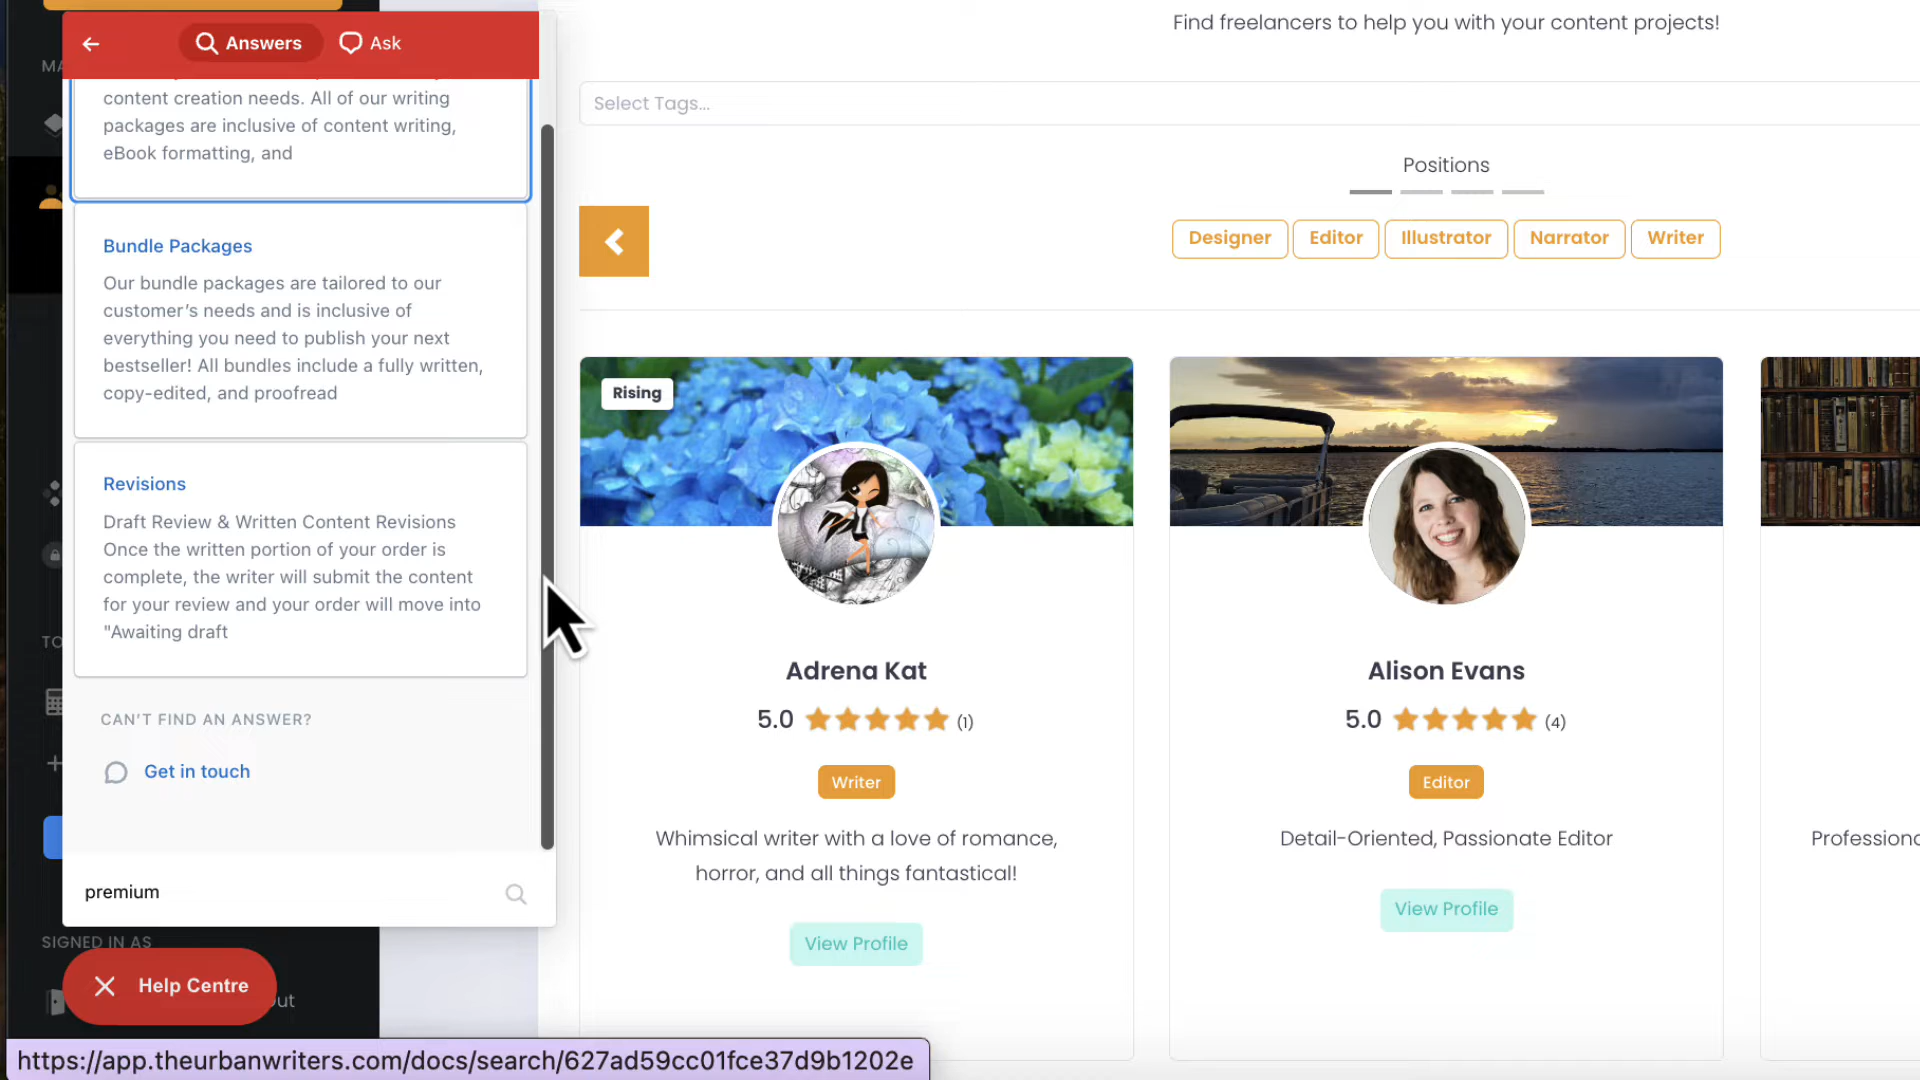 Find freelancers to help you with your content projects!
Answers
Ask
content creation needs. All of our writing
packages are inclusive of content writing,
eBook formatting, and
Select Tags...
Positions
Designer
Editor
Illustrator
Narrator
Writer
Bundle Packages
Our bundle packages are tailored to our
customer's needs and is inclusive of
everything you need to publish your next
bestseller! All bundles include a fully written,
copy-edited, and proofread
Revisions
Draft Review & Written Content Revisions
Once the written portion of your order is
complete, the writer will submit the content
for your review and your order will move into
"Awaiting draft
CAN'T FIND AN ANSWER?
Get in touch
premium
SIGNED IN AS
Help Centre
https://app.theurbanwriters.com/docs/search/627ad59cc01fce37d9b1202e
Rising
Adrena Kat
5.0
(1)
Writer
Whimsical writer with a love of romance,
horror, and all things fantastical!
View Profile
Alison Evans
5.0
(4)
Editor
Detail-Oriented, Passionate Editor
View Profile